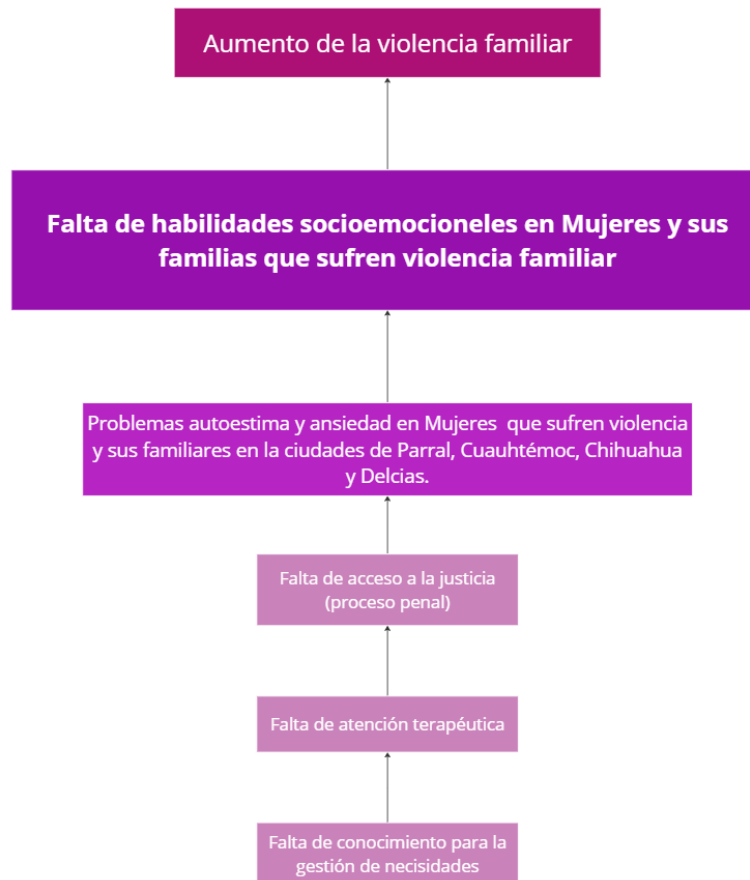 Aumento de la violencia familiar
Falta de habilidades socioemocioneles en Mujeres y sus
familias que sufren violencia familiar
Problemas autoestima y ansiedad en Mujeres que sufren violencia
y sus familiares en la ciudades de Parral, Cuauhtémoc, Chihuahua
y Delcias.
Falta de acceso a la justicia
(proceso penal)
Falta de atención terapéutica
Falta de conocimiento para la
gestión de necisidades